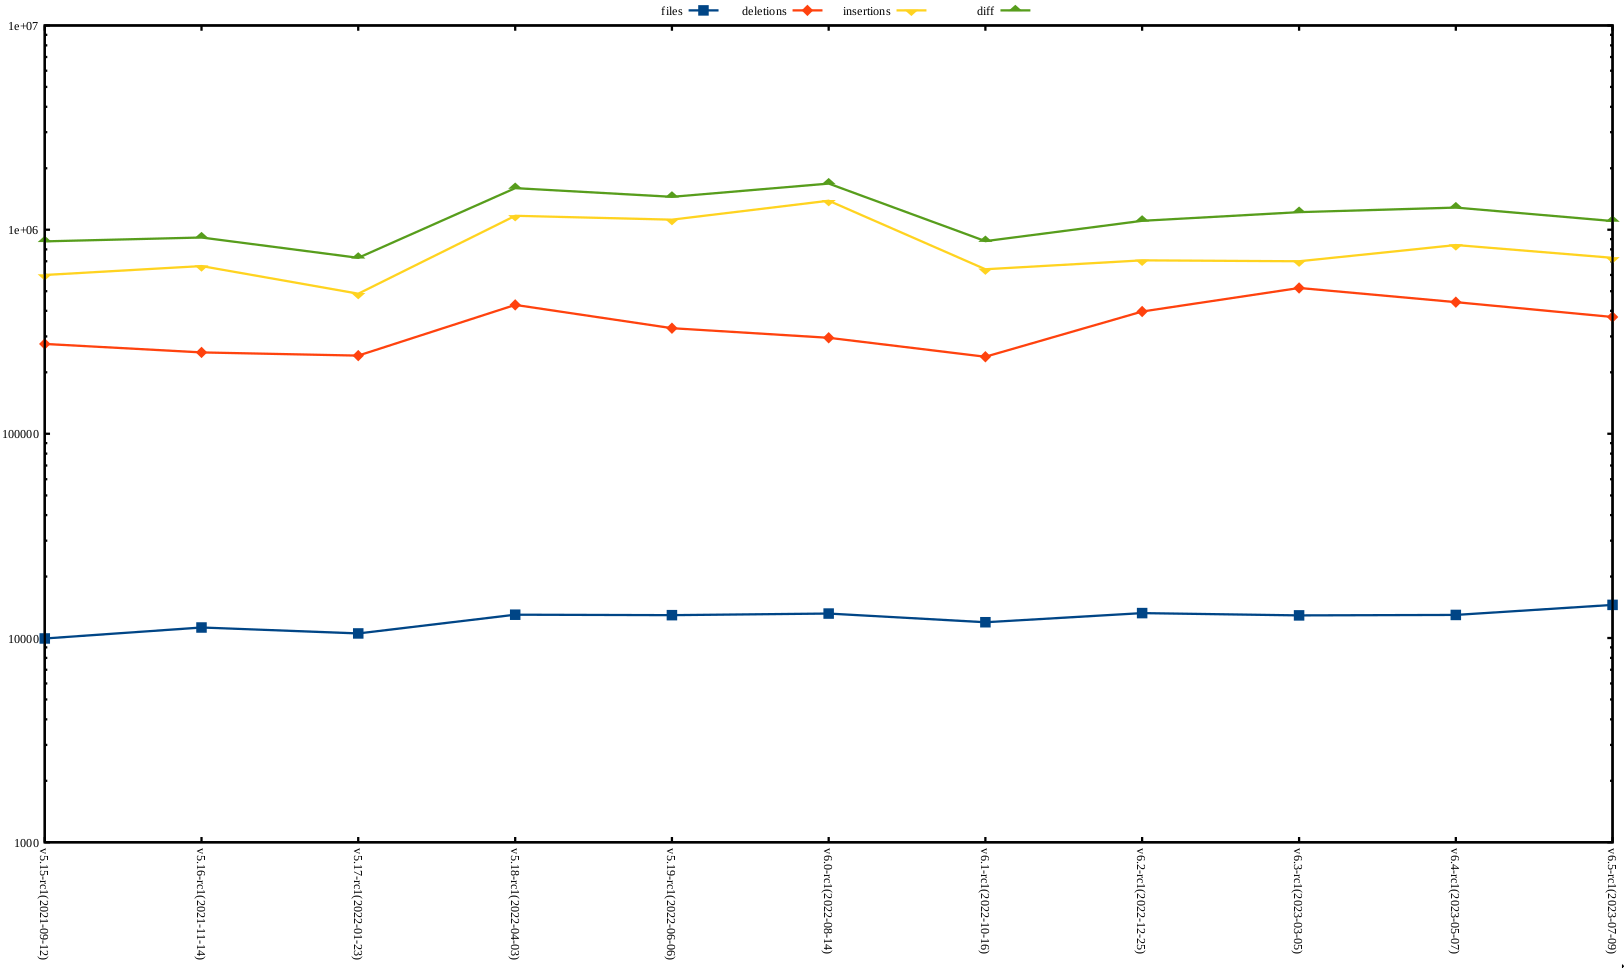 files deletions insertions diff
1e+07
1e+06
100000
10000
1000
v5.15-rc1(2021-09-12)
v5.16-rc1(2021-11-14)
v5.17-rc1(2022-01-23)
v5.18-rc1(2022-04-03)
v5.19-rc1(2022-06-06)
v6.0-rc1(2022-08-14)
v6.1-rc1(2022-10-16)
v6.2-rc1(2022-12-25)
v6.3-rc1(2023-03-05)
v6.4-rc1(2023-05-07)
v6.5-rc1(2023-07-09)